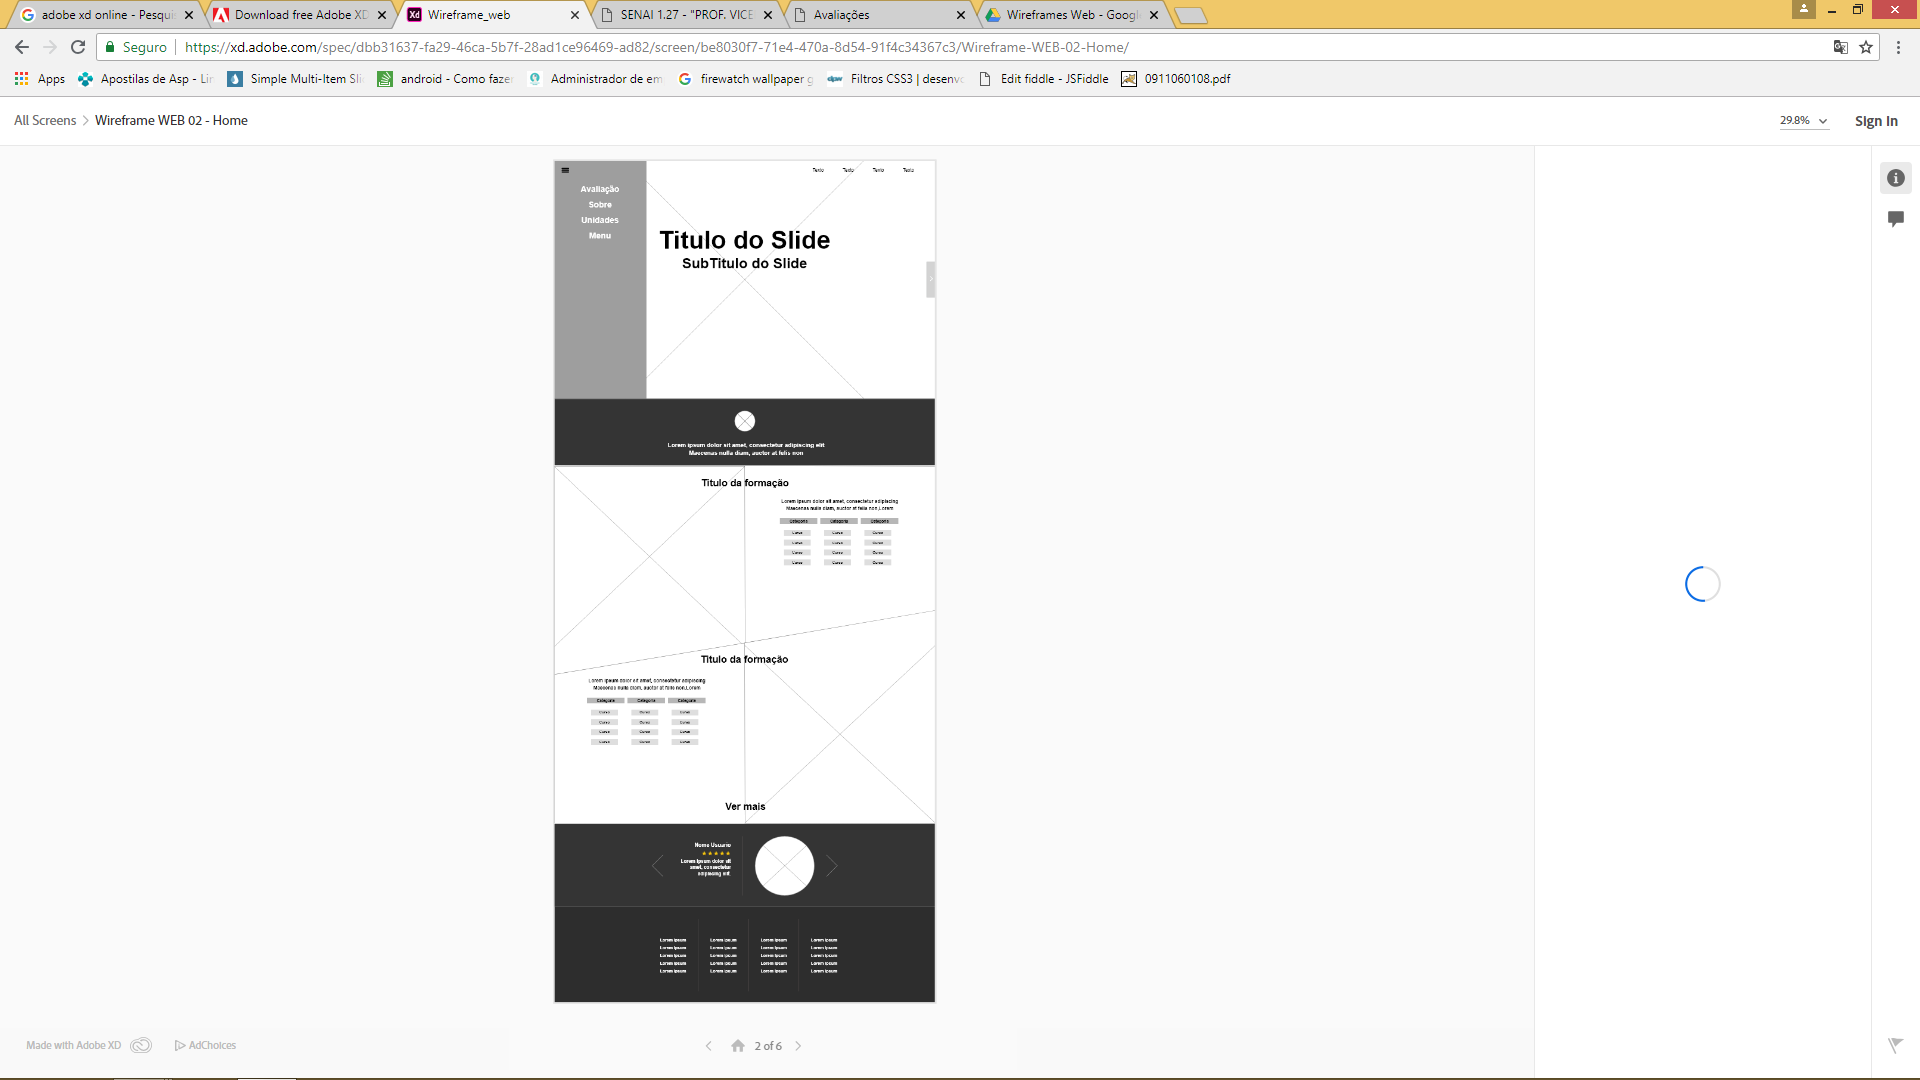 adobe xd online - Pesqui
Download free Adobe XD
Wireframe_web
SENAI 1.27 - "PROF. VICE
Avaliações
Wireframes Web - Googl
Seguro
https://xd.adobe.com/spec/dbb31637-fa29-46ca-5b7f-28ad1ce96469-ad82/screen/be8030f7-71e4-470a-8d54-91f4c34367c3/Wireframe-WEB-02-Home/
Apps
Apostilas de Asp - Lin
Simple Multi-Item Sli
android - Como fazer
Administrador de em
firewatch wallpaper g
Filtros CSS3 | desenvo
Edit fiddle - JSFiddle
0911060108.pdf
All Screens > Wireframe WEB 02 - Home
29.8%
Sign In
Texto Texto Texto Texto
Avaliação
Sobre
Unidades
Menu
Titulo do Slide
SubTitulo do Slide
Lorem ipsum dolor sit amet, consectetur adipiscing elit
Maecenas nulla diam, auctor at felis non
Titulo da formação
Lorem ipsum dolor sit amet, consectetur adipiscing
Maecenas nulla diam, auctor at felis non,Lorem
Categoria Categoria Categoria
Curso Curso Curso
Curso Curso Curso
Curso Curso Curso
Curso Curso Curso
Titulo da formação
Lorem ipsum dolor sit amet, consectetur adipiscing
Maecenas nulla diam, auctor at felis non,Lorem
Categoria Categoria Categoria
Curso Curso Curso
Curso Curso Curso
Curso Curso Curso
Curso Curso Curso
Ver mais
Nome Usuario
Lorem ipsum dolor sit
amet, consectetur
adipiscing elit.
Lorem ipsum Lorem ipsum Lorem ipsum Lorem ipsum
Lorem ipsum Lorem ipsum Lorem ipsum Lorem ipsum
Lorem ipsum Lorem ipsum Lorem ipsum Lorem ipsum
Lorem ipsum Lorem ipsum Lorem ipsum Lorem ipsum
Lorem ipsum Lorem ipsum Lorem ipsum Lorem ipsum
Made with Adobe XD
AdChoices
2 of 6